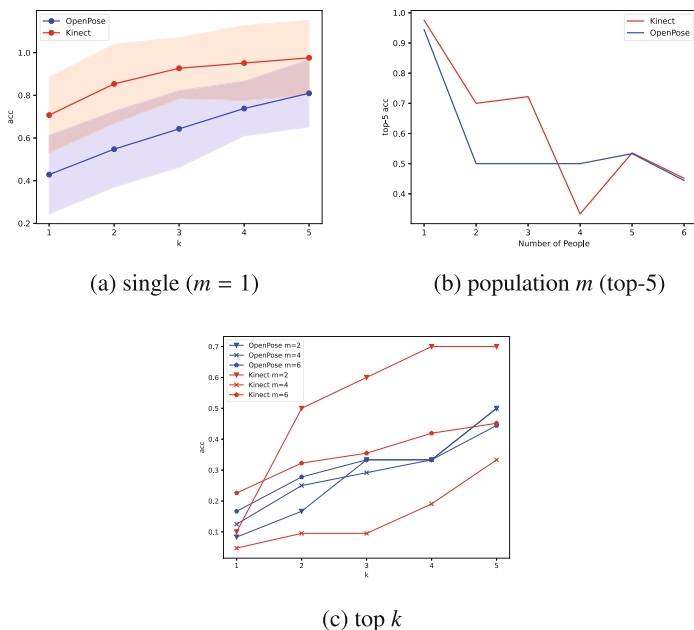 OpenPose
Kinect
1.0
0.8
0.6
0.4
0.2
acc
1 2 3 4 5
k
(a) single (m = 1)
Kinect
OpenPose
1.0
0.9
0.8
0.7
0.6
0.5
0.4
top-5 acc
1 2 3 4 5 6
Number of People
(b) population m (top-5)
OpenPose m=2
OpenPose m=4
OpenPose m=6
Kinect m=2
Kinect m=4
Kinect m=6
0.7
0.6
0.5
0.4
0.3
0.2
0.1
acc
1 2 3 4 5
k
(c) top k